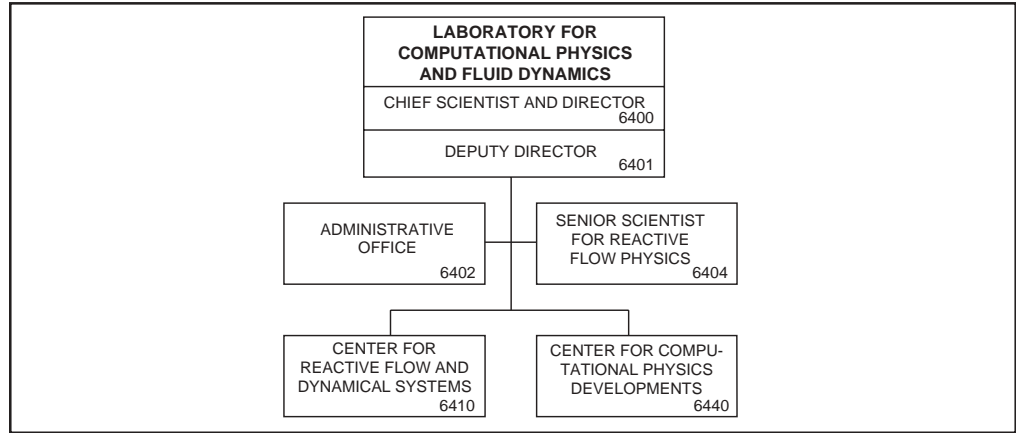 LABORATORY FOR
COMPUTATIONAL PHYSICS
AND FLUID DYNAMICS
CHIEF SCIENTIST AND DIRECTOR
6400
DEPUTY DIRECTOR
6401
ADMINISTRATIVE
OFFICE
6402
SENIOR SCIENTIST
FOR REACTIVE
FLOW PHYSICS
6404
CENTER FOR
REACTIVE FLOW AND
DYNAMICAL SYSTEMS
6410
CENTER FOR COMPU-
TATIONAL PHYSICS
DEVELOPMENTS
6440